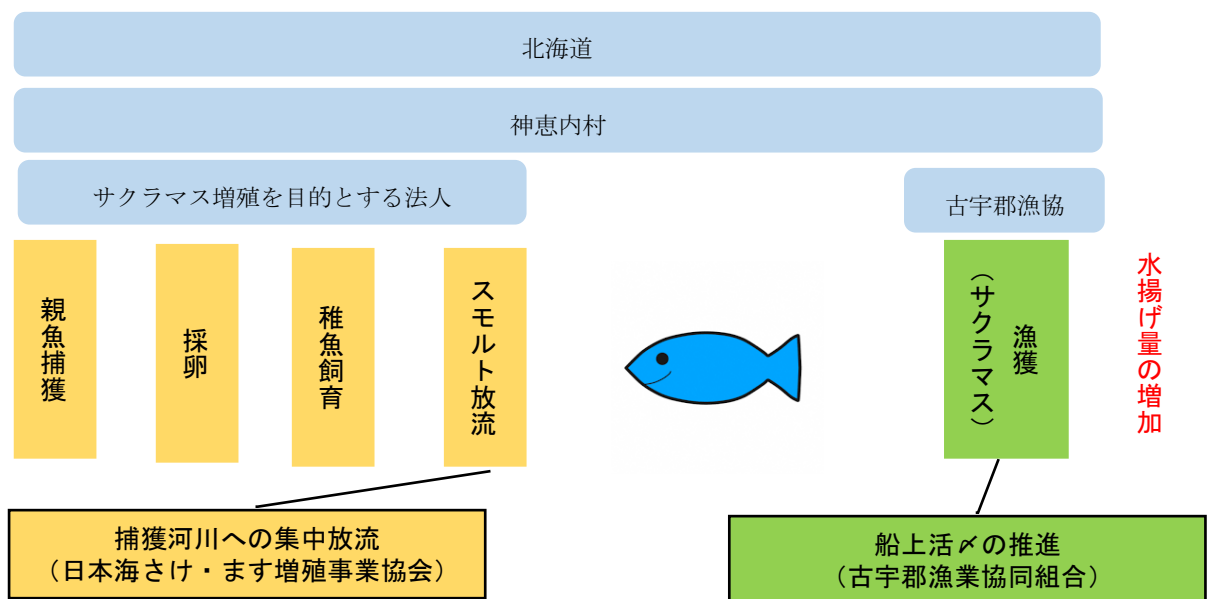 北海道
神恵内村
サクラマス増殖を目的とする法人
古宇郡漁協
親魚捕獲
採卵
稚魚飼育
スモルト放流
漁獲
（サクラマス）
水揚げ量の増加
捕獲河川への集中放流
（日本海さけ・ます増殖事業協会）
船上活〆の推進
（古宇郡漁業協同組合）